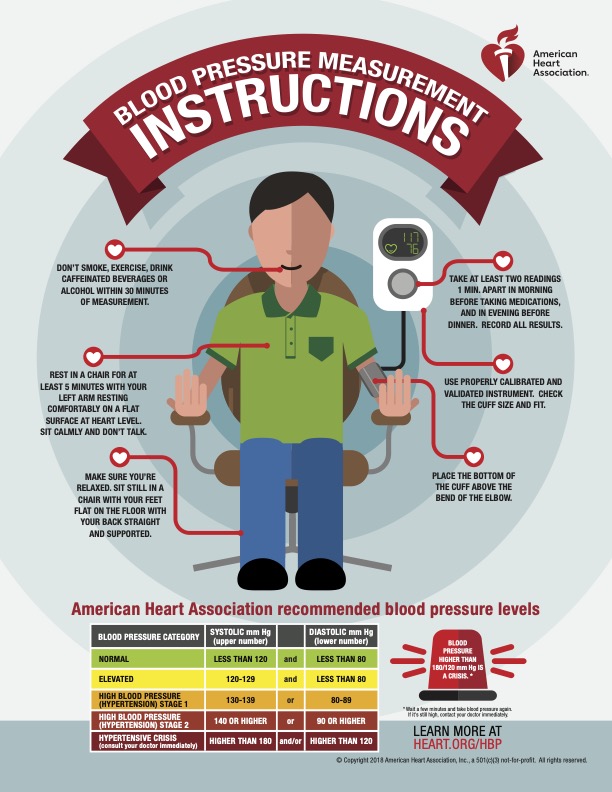 American
Heart
Association.
BLOOD PRESSURE MEASUREMENT
INSTRUCTIONS
117
76
DON'T SMOKE, EXERCISE, DRINK
CAFFEINATED BEVERAGES OR
ALCOHOL WITHIN 30 MINUTES
OF MEASUREMENT.
REST IN A CHAIR FOR AT
LEAST 5 MINUTES WITH YOUR
LEFT ARM RESTING
COMFORTABLY ON A FLAT
SURFACE AT HEART LEVEL.
SIT CALMLY AND DON'T TALK.
MAKE SURE YOU'RE
RELAXED. SIT STILL IN A
CHAIR WITH YOUR FEET
FLAT ON THE FLOOR WITH
YOUR BACK STRAIGHT
AND SUPPORTED.
TAKE AT LEAST TWO READINGS
1 MIN. APART IN MORNING
BEFORE TAKING MEDICATIONS,
AND IN EVENING BEFORE
DINNER. RECORD ALL RESULTS.
USE PROPERLY CALIBRATED AND
VALIDATED INSTRUMENT. CHECK
THE CUFF SIZE AND FIT.
PLACE THE BOTTOM OF
THE CUFF ABOVE THE
BEND OF THE ELBOW.
American Heart Association recommended blood pressure levels
BLOOD PRESSURE CATEGORY SYSTOLIC mm Hg (upper number) DIASTOLIC mm Hg (lower number)
NORMAL LESS THAN 120 and LESS THAN 80
ELEVATED 120-129 and LESS THAN 80
HIGH BLOOD PRESSURE (HYPERTENSION) STAGE 1 130-139 or 80-89
HIGH BLOOD PRESSURE (HYPERTENSION) STAGE 2 140 OR HIGHER or 90 OR HIGHER
HYPERTENSIVE CRISIS (consult your doctor immediately) HIGHER THAN 180 and/or HIGHER THAN 120
BLOOD
PRESSURE
HIGHER THAN
180/120 mm Hg IS
A CRISIS. *
* Wait a few minutes and take blood pressure again.
If it's still high, contact your doctor immediately.
LEARN MORE AT
HEART.ORG/HBP
© Copyright 2018 American Heart Association, Inc., a 501(c)(3) not-for-profit. All rights reserved.